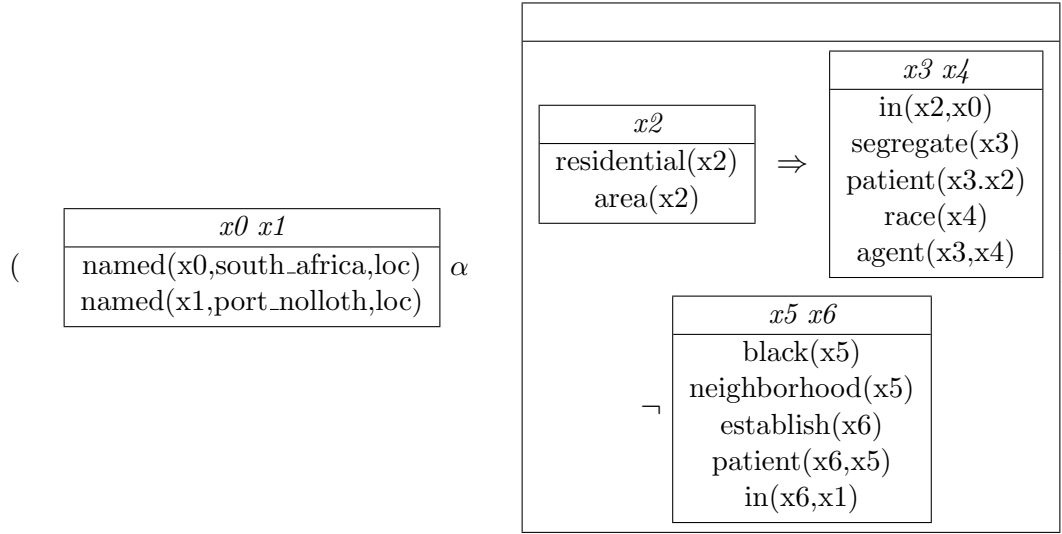 (
x0 x1
named(x0,south_africa,loc)
named(x1,port_nolloth,loc)
α
x2
residential(x2)
area(x2)
⇒
x3 x4
in(x2,x0)
segregate(x3)
patient(x3.x2)
race(x4)
agent(x3,x4)
¬
x5 x6
black(x5)
neighborhood(x5)
establish(x6)
patient(x6,x5)
in(x6,x1)